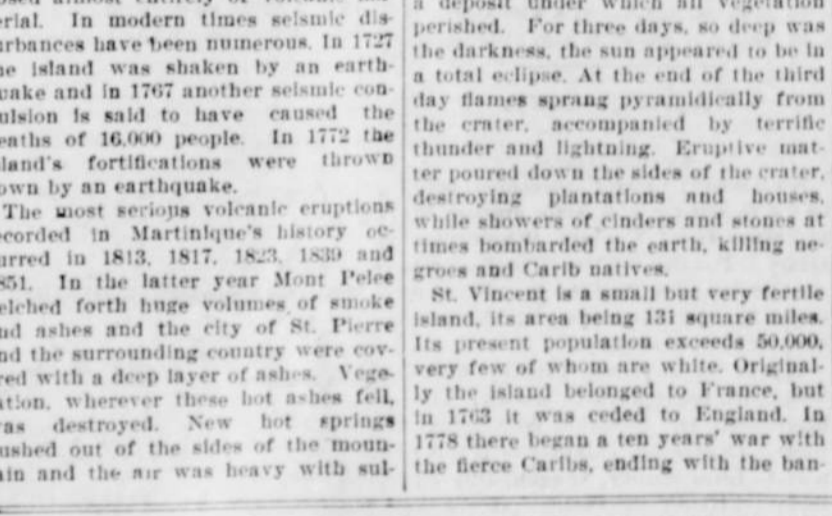 most entirely of volcanic
erial. In modern times seismic dis-
urbances have been numerous. In 1727
he island was shaken by an earth-
uake and in 1767 another seismic con-
ulsion is said to have caused the
eaths of 16,000 people. In 1772 the
sland's fortifications were thrown
own by an earthquake.
The most serious volcanic eruptions
ecorded in Martinique's history oc-
urred in 1813, 1817, 1823, 1839 and
851. In the latter year Mont Pelee
elched forth huge volumes of smoke
nd ashes and the city of St. Pierre
nd the surrounding country were cov-
red with a deep layer of ashes. Vege-
ation, wherever these hot ashes fell,
as destroyed. New hot springs
ushed out of the sides of the moun-
ain and the air was heavy with sul-
a deposit under which all vegetation
perished. For three days, so deep was
the darkness, the sun appeared to be in
a total eclipse. At the end of the third
day flames sprang pyramidically from
the crater, accompanied by terrific
thunder and lightning. Eruptive mat-
ter poured down the sides of the crater,
destroying plantations and houses,
while showers of cinders and stones at
times bombarded the earth, killing ne-
groes and Carib natives.
St. Vincent is a small but very fertile
island, its area being 131 square miles.
Its present population exceeds 50,000,
very few of whom are white. Original-
ly the island belonged to France, but
in 1763 it was ceded to England. In
1778 there began a ten years' war with
the fierce Caribs, ending with the ban-